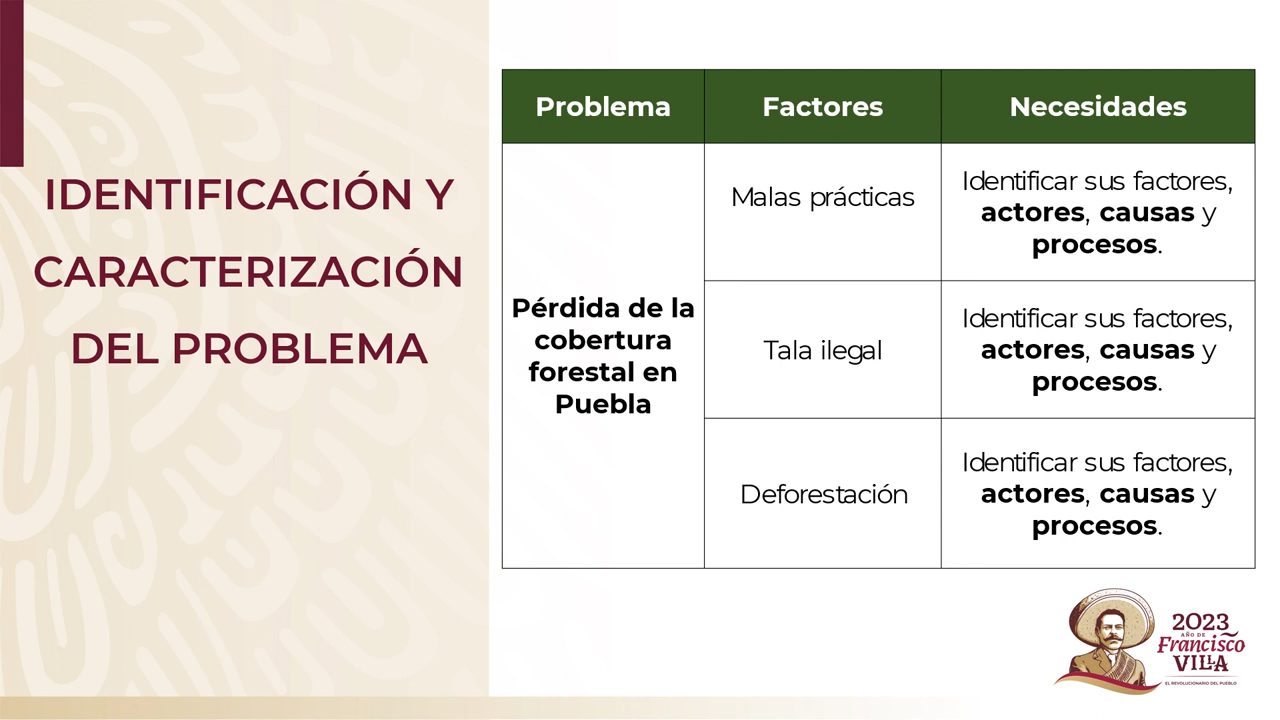 IDENTIFICACIÓN Y
CARACTERIZACIÓN
DEL PROBLEMA
Problema
Factores
Necesidades
Pérdida de la
cobertura
forestal en
Puebla
Malas prácticas
Identificar sus factores,
actores, causas y
procesos.
Tala ilegal
Identificar sus factores,
actores, causas y
procesos.
Deforestación
Identificar sus factores,
actores, causas y
procesos.
2023
AÑO DE
Francisco
VILLA
EL REVOLUCIONARIO DEL PUEBLO